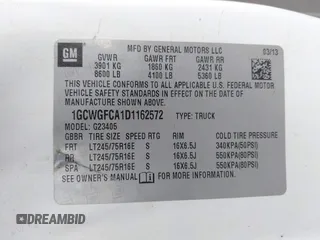 GM
MFD BY GENERAL MOTORS LLC
03/13
GVWR GAWR FRT GAWR RR
3901 KG 1860 KG 2431 KG
8600 LB 4100 LB 5360 LB
THIS VEHICLE CONFORMS TO ALL APPLICABLE U.S. FEDERAL
MOTOR VEHICLE SAFETY STANDARDS IN EFFECT ON THE DATE OF
MANUFACTURE SHOWN ABOVE.
1GCWGFCA1D1162572 TYPE: TRUCK
MODEL: G23405
GBBR TIRE SIZE SPEED RTG RIM COLD TIRE PRESSURE
FRT LT245/75R16E S 16X6.5J 340KPA(50PSI)
RR LT245/75R16E S 16X6.5J 550KPA(80PSI)
SPA LT245/75R16E S 16X6.5J 550KPA(80PSI)
SEE OWNER'S MANUAL FOR ADDITIONAL INFORMATION.
DREAMBID